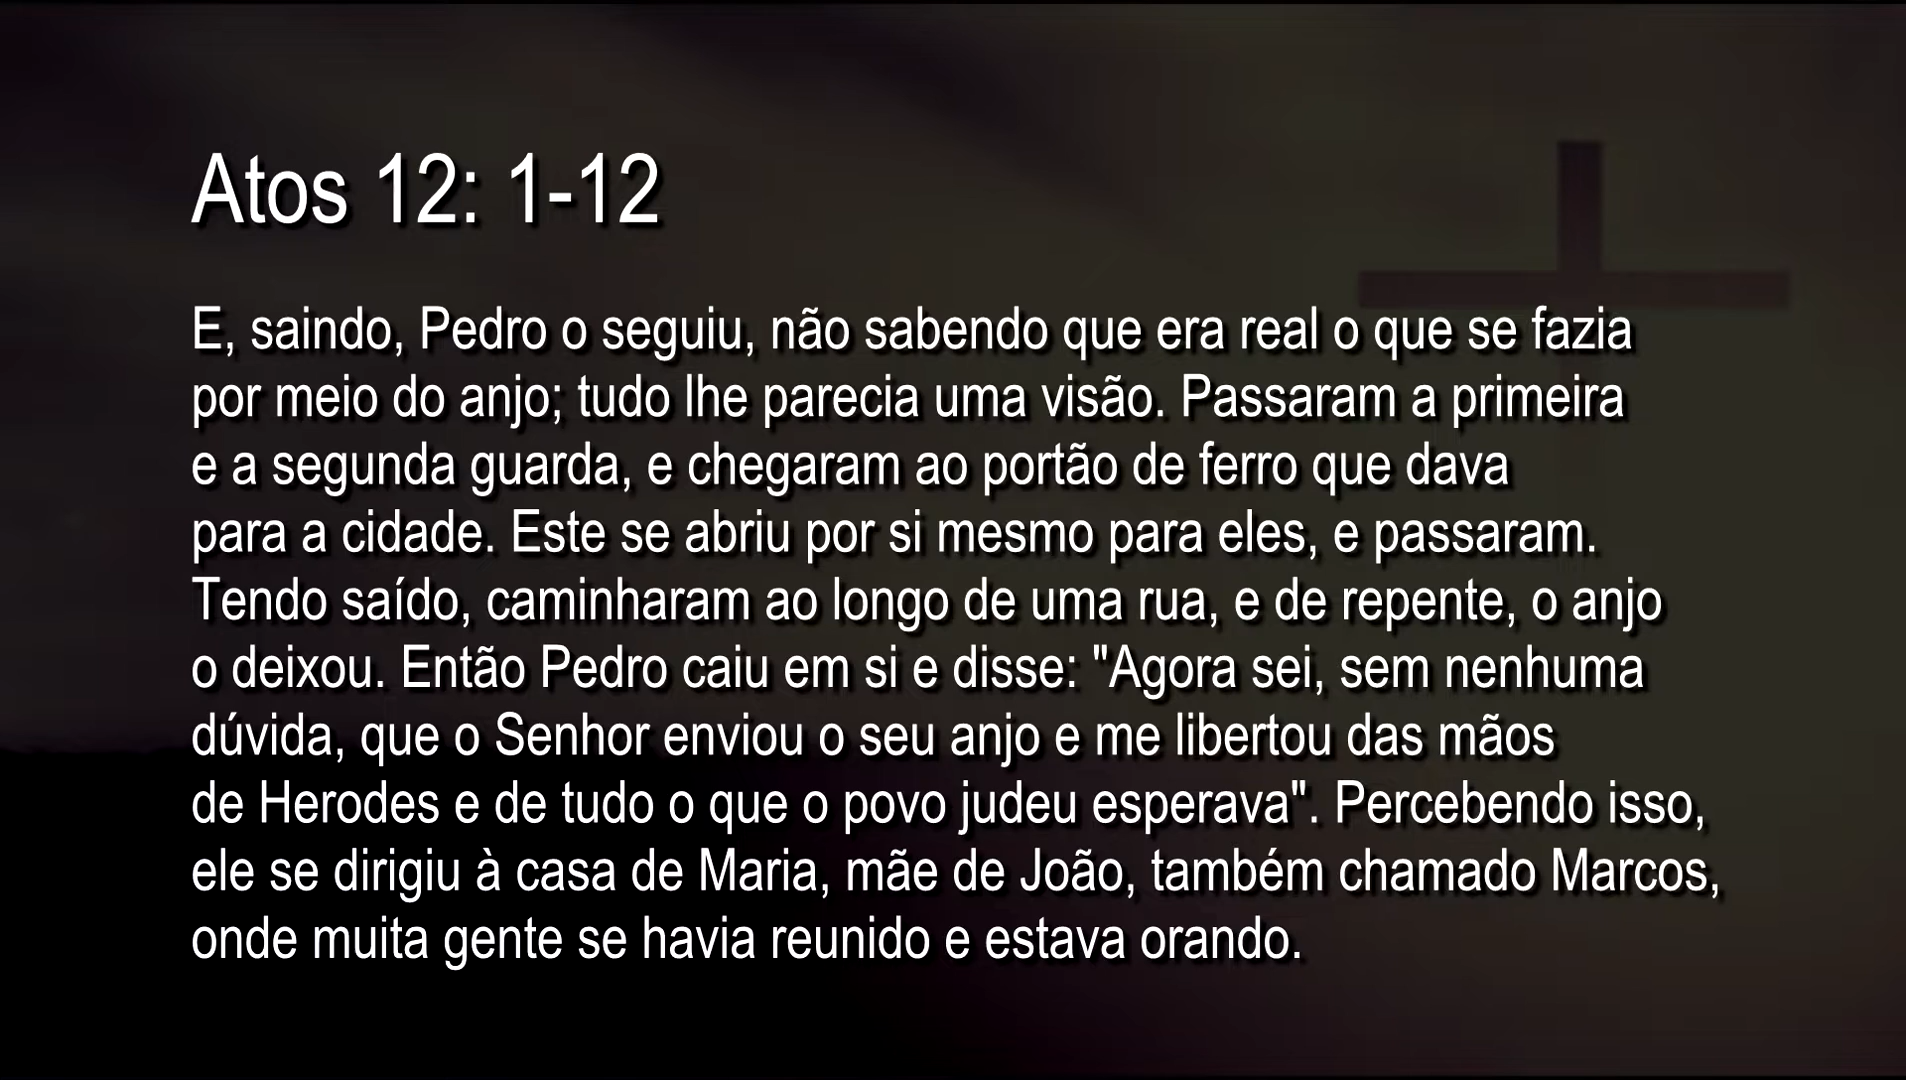 Atos 12: 1-12
E, saindo, Pedro o seguiu, não sabendo que era real o que se fazia
por meio do anjo; tudo lhe parecia uma visão. Passaram a primeira
e a segunda guarda, e chegaram ao portão de ferro que dava
para a cidade. Este se abriu por si mesmo para eles, e passaram.
Tendo saído, caminharam ao longo de uma rua, e de repente, o anjo
o deixou. Então Pedro caiu em si e disse: "Agora sei, sem nenhuma
dúvida, que o Senhor enviou o seu anjo e me libertou das mãos
de Herodes e de tudo o que o povo judeu esperava". Percebendo isso,
ele se dirigiu à casa de Maria, mãe de João, também chamado Marcos,
onde muita gente se havia reunido e estava orando.